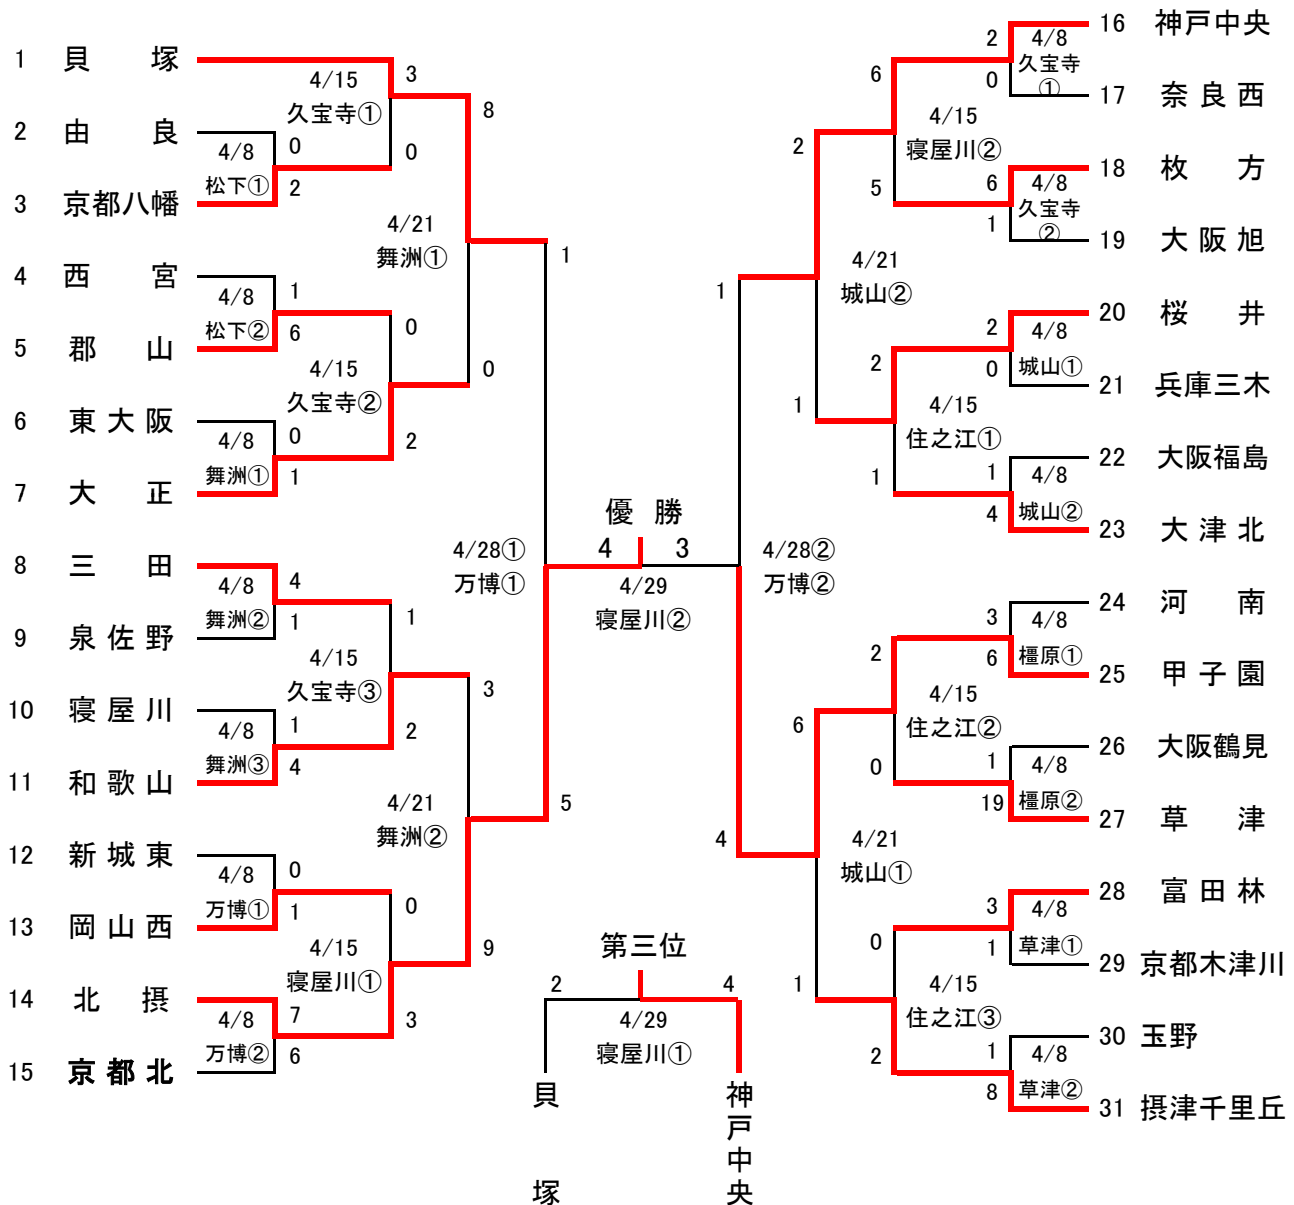 1 貝塚
4/15
久宝寺①
3
8
2 由良
4/8
松下①
0
2
0
3 京都八幡
4/21
舞洲①
1
4 西宮
4/8
松下②
1
6
0
5 郡山
4/15
久宝寺②
0
6 東大阪
4/8
舞洲①
0
1
2
7 大正
8 三田
4/8
舞洲②
4
1
1
9 泉佐野
4/15
久宝寺③
3
10 寝屋川
4/8
舞洲③
1
4
2
11 和歌山
4/21
舞洲②
5
12 新城東
4/8
万博①
0
1
0
13 岡山西
4/15
寝屋川①
9
14 北摂
4/8
万博②
7
6
3
15 京都北
4/28①
万博①
優勝
4 3
4/29
寝屋川②
4/28②
万博②
第三位
2 4
4/29
寝屋川①
貝塚
神戸中央
16 神戸中央
2
4/8
久宝寺
①
0
6
17 奈良西
4/15
寝屋川②
2
18 枚方
6
4/8
久宝寺
②
1
5
19 大阪旭
4/21
城山②
1
20 桜井
2
4/8
城山①
0
2
21 兵庫三木
4/15
住之江①
1
22 大阪福島
1
4/8
城山②
4
1
23 大津北
24 河南
3
4/8
橿原①
6
2
25 甲子園
4/15
住之江②
6
26 大阪鶴見
1
4/8
橿原②
19
0
27 草津
4/21
城山①
4
28 富田林
3
4/8
草津①
1
0
29 京都木津川
4/15
住之江③
1
30 玉野
1
4/8
草津②
8
2
31 摂津千里丘